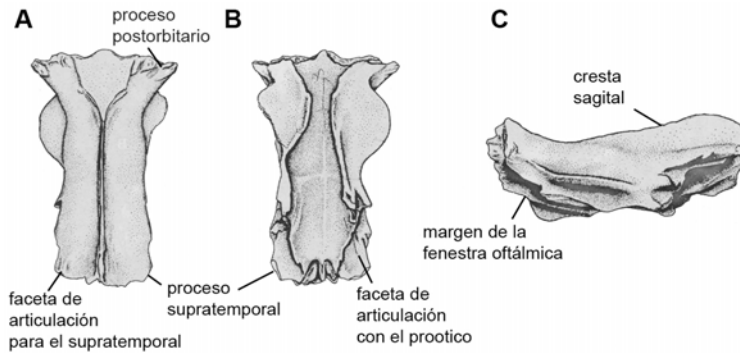 A
proceso
postorbitario
B
C
cresta
sagital
margen de la
fenestra oftálmica
faceta de
articulación
para el supratemporal
proceso
supratemporal
faceta de
articulación
con el prootico